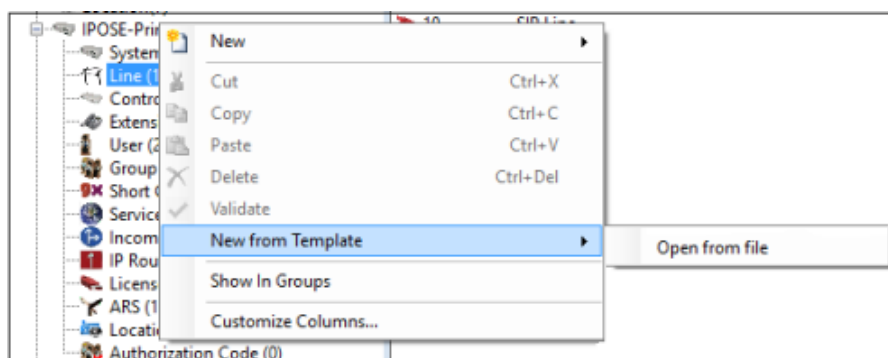 10 SIP Line
IPOSE-Pri
System
Line (1
Contro
Extens
User (2
Group
Short C
Service
Incom
IP Rou
Licens
ARS (1
Locatio
Authorization Code (0)
New
Cut Ctrl+X
Copy Ctrl+C
Paste Ctrl+V
Delete Ctrl+Del
Validate
New from Template
Open from file
Show In Groups
Customize Columns...